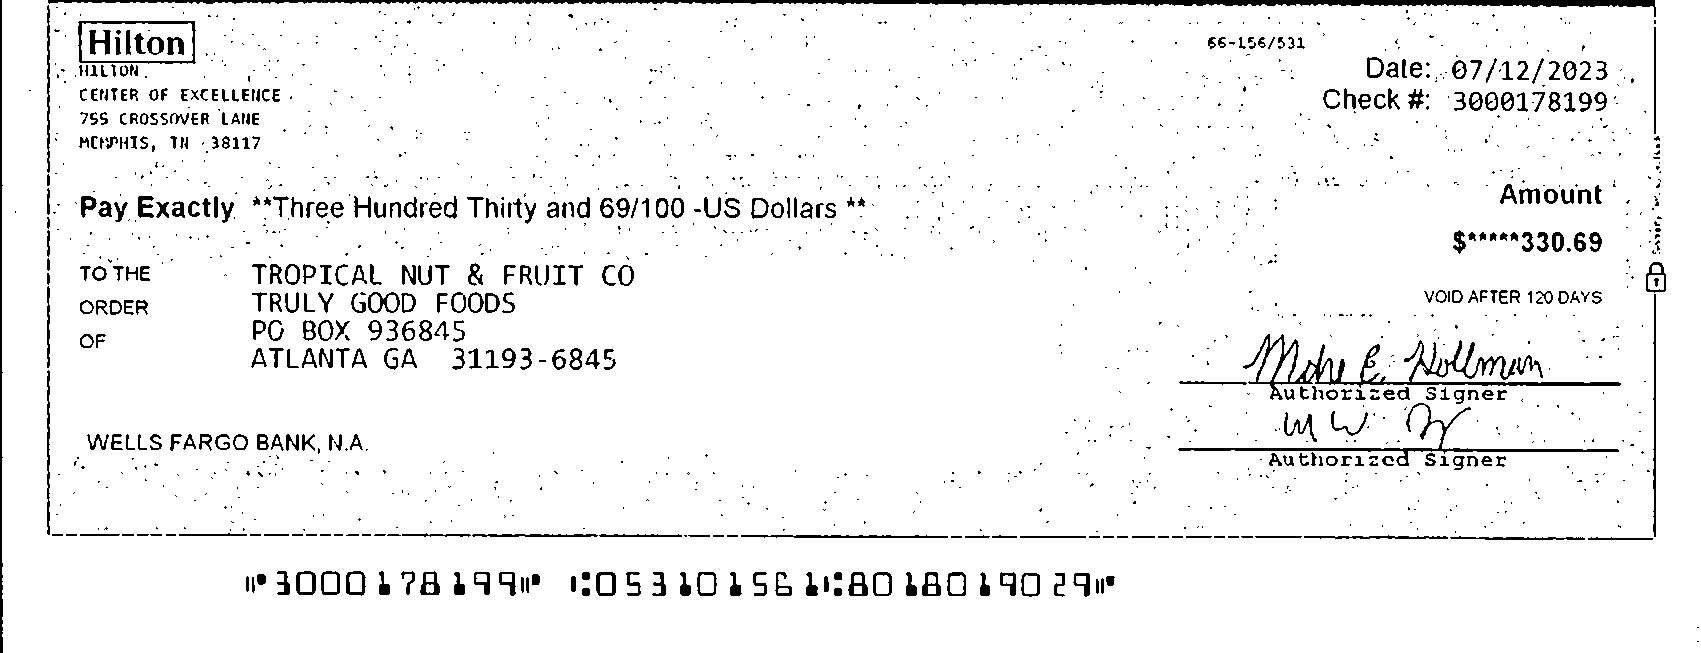 Hilton
66-156/531
HILTON
Date: 07/12/2023
CENTER OF EXCELLENCE
Check #: 3000178199
755 CROSSOVER LANE
MEMPHIS, TN 38117
Amount
Pay Exactly **Three Hundred Thirty and 69/100 -US Dollars **
$*****330.69
TO THE ORDER OF
TROPICAL NUT & FRUIT CO
TRULY GOOD FOODS
PO BOX 936845
ATLANTA GA 31193-6845
VOID AFTER 120 DAYS
Hollman
Authorized Signer
WELLS FARGO BANK, N.A.
Authorized Signer
⑈3000178199⑈ ⑆053101561⑆8018019029⑈